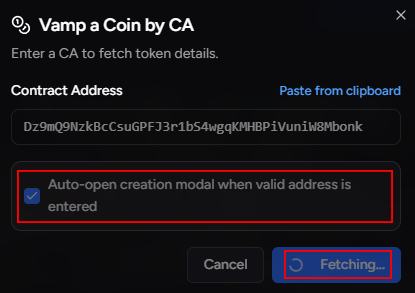 Vamp a Coin by CA
Enter a CA to fetch token details.
Contract Address
Paste from clipboard
Dz9mQ9NzkBcCsuGPFJ3r1bS4wgqKMHBPiVuniW8Mbonk
Auto-open creation modal when valid address is
entered
Cancel
Fetching...